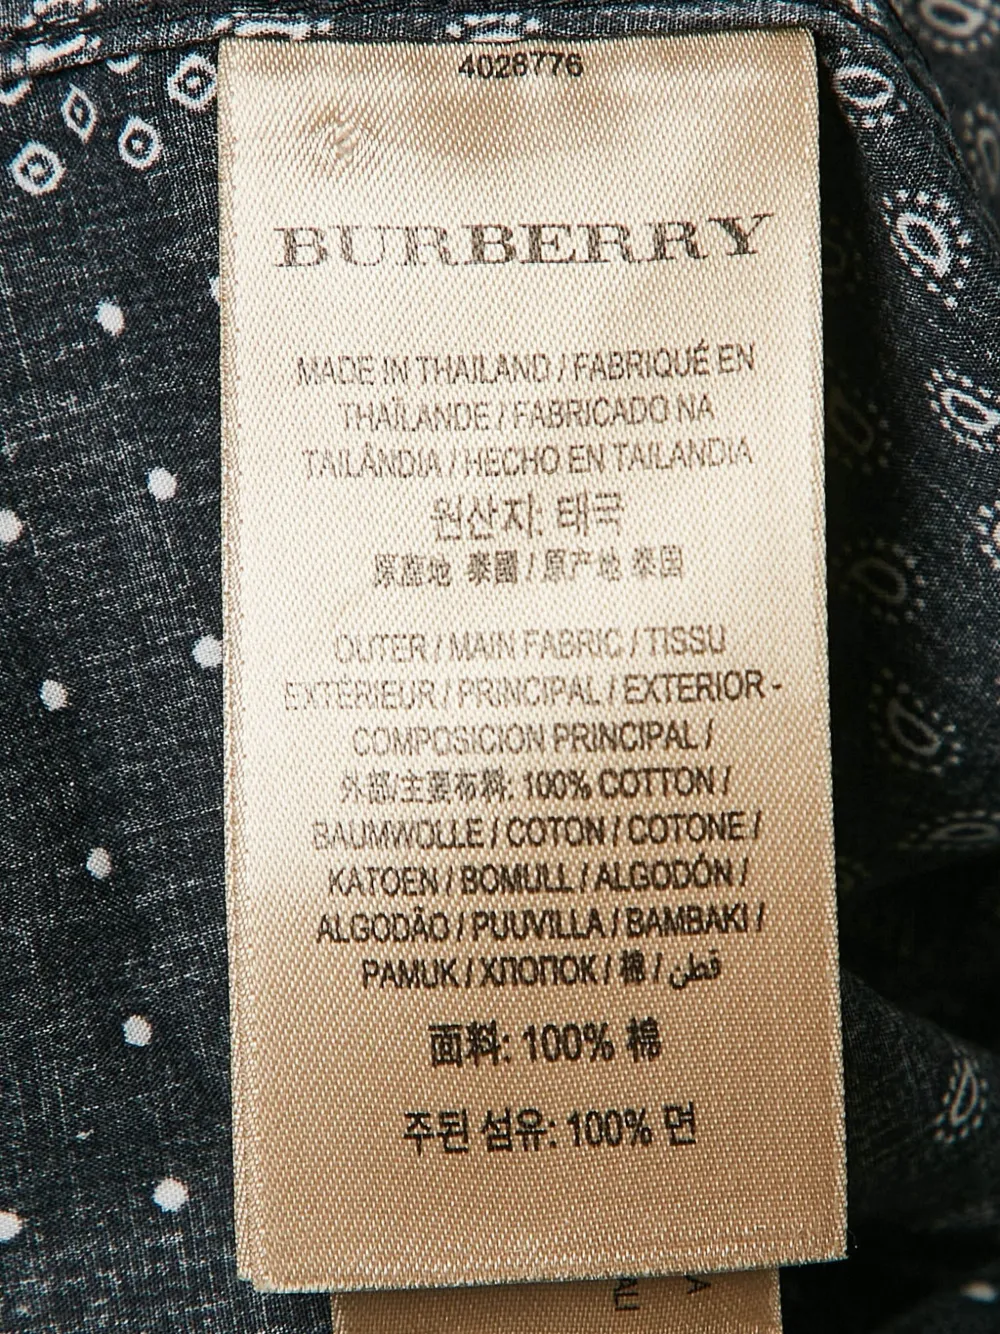 4028776
BURBERRY
MADE IN THAILAND / FABRIQUÉ EN
THAÏLANDE / FABRICADO NA
TAILÂNDIA / HECHO EN TAILANDIA
원산지: 태국
原產地 泰國 / 原产地 泰国
OUTER / MAIN FABRIC / TISSU
EXTÉRIEUR / PRINCIPAL / EXTERIOR -
COMPOSICION PRINCIPAL /
外部/主要布料: 100% COTTON /
BAUMWOLLE / COTON / COTONE /
KATOEN / BOMULL / ALGODÓN /
ALGODÃO / PUUVILLA / BAMBAKI /
PAMUK / ХЛОПОК / 棉 / قطن
面料: 100% 棉
주된 섬유: 100% 면